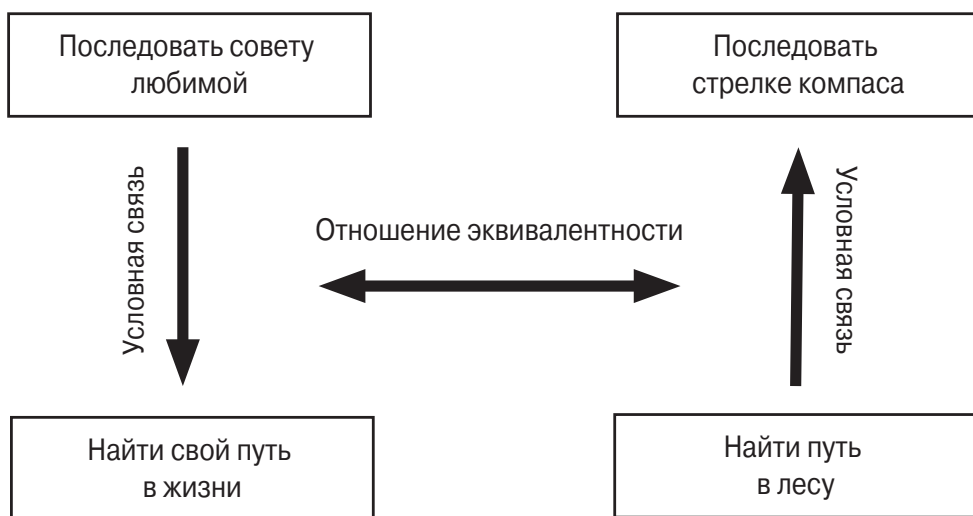 Последовать совету
любимой
Последовать
стрелке компаса
Условная связь
Отношение эквивалентности
Условная связь
Найти свой путь
в жизни
Найти путь
в лесу